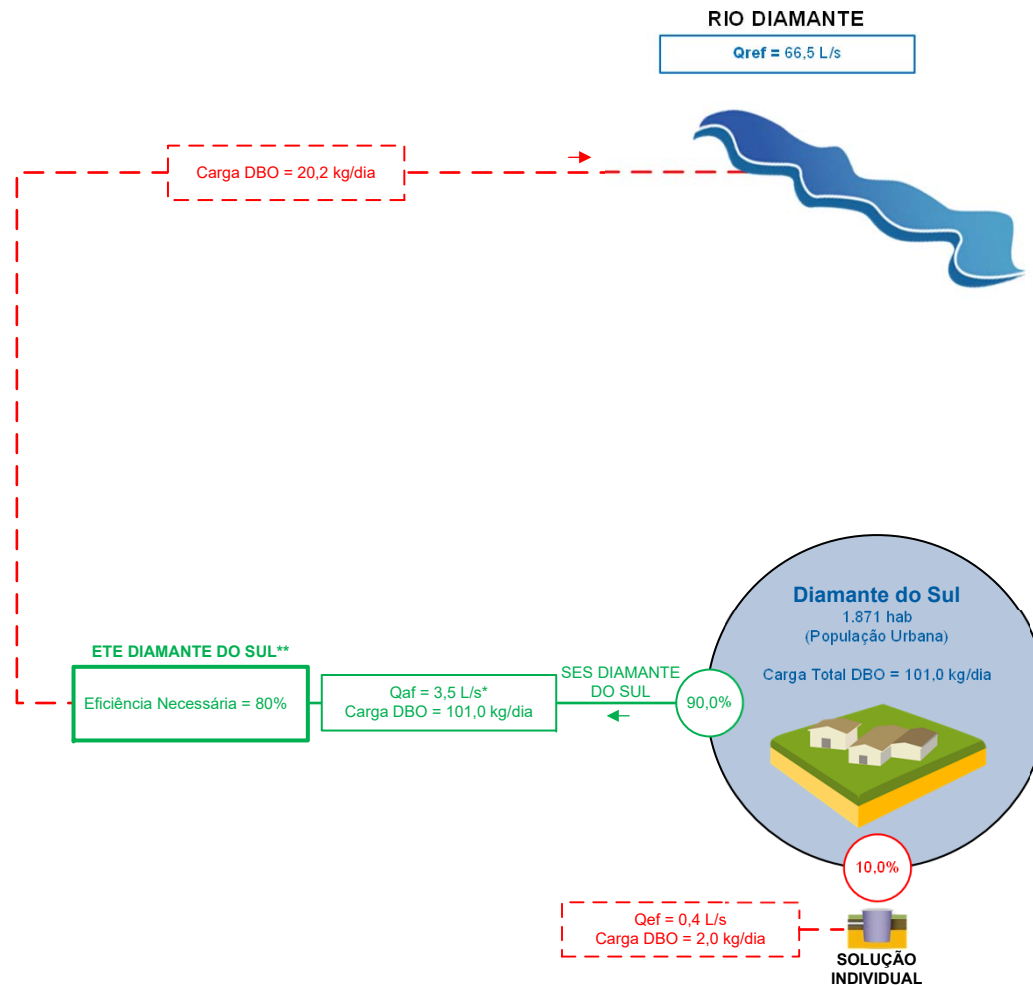 RIO DIAMANTE
Qref = 66,5 L/s
Carga DBO = 20,2 kg/dia
Diamante do Sul
1.871 hab
(População Urbana)
Carga Total DBO = 101,0 kg/dia
ETE DIAMANTE DO SUL**
Eficiência Necessária = 80%
Qaf = 3,5 L/s*
Carga DBO = 101,0 kg/dia
SES DIAMANTE
DO SUL
90,0%
10,0%
Qef = 0,4 L/s
Carga DBO = 2,0 kg/dia
SOLUÇÃO
INDIVIDUAL